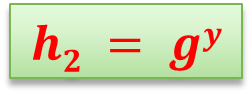 h₂ = gʸ